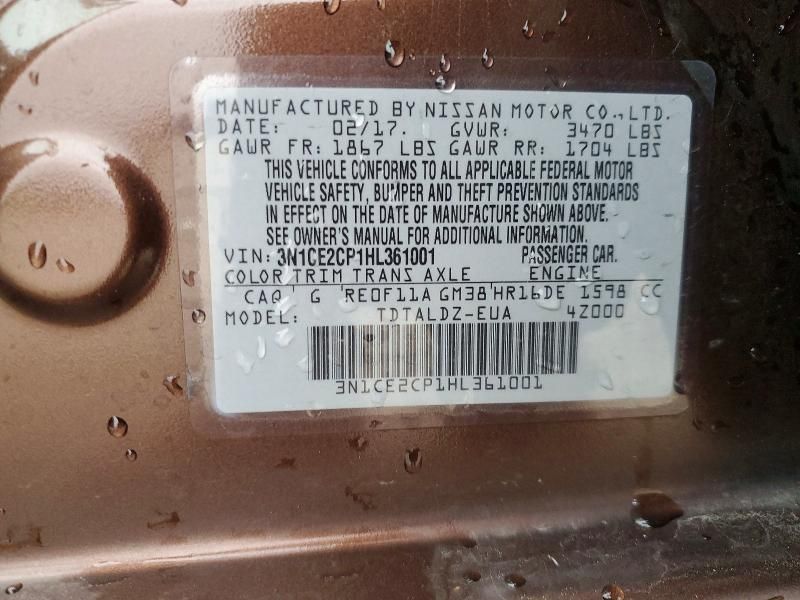 MANUFACTURED BY NISSAN MOTOR CO.,LTD.
DATE: 02/17. GVWR: 3470 LBS
GAWR FR: 1867 LBS GAWR RR: 1704 LBS
THIS VEHICLE CONFORMS TO ALL APPLICABLE FEDERAL MOTOR
VEHICLE SAFETY, BUMPER AND THEFT PREVENTION STANDARDS
IN EFFECT ON THE DATE OF MANUFACTURE SHOWN ABOVE.
SEE OWNER'S MANUAL FOR ADDITIONAL INFORMATION.
VIN: 3N1CE2CP1HL361001 PASSENGER CAR.
COLOR TRIM TRANS AXLE ENGINE
CAQ G RE0F11A GM38 HR16DE 1598 CC
MODEL: TDTALDZ-EUA 4Z000
3N1CE2CP1HL361001